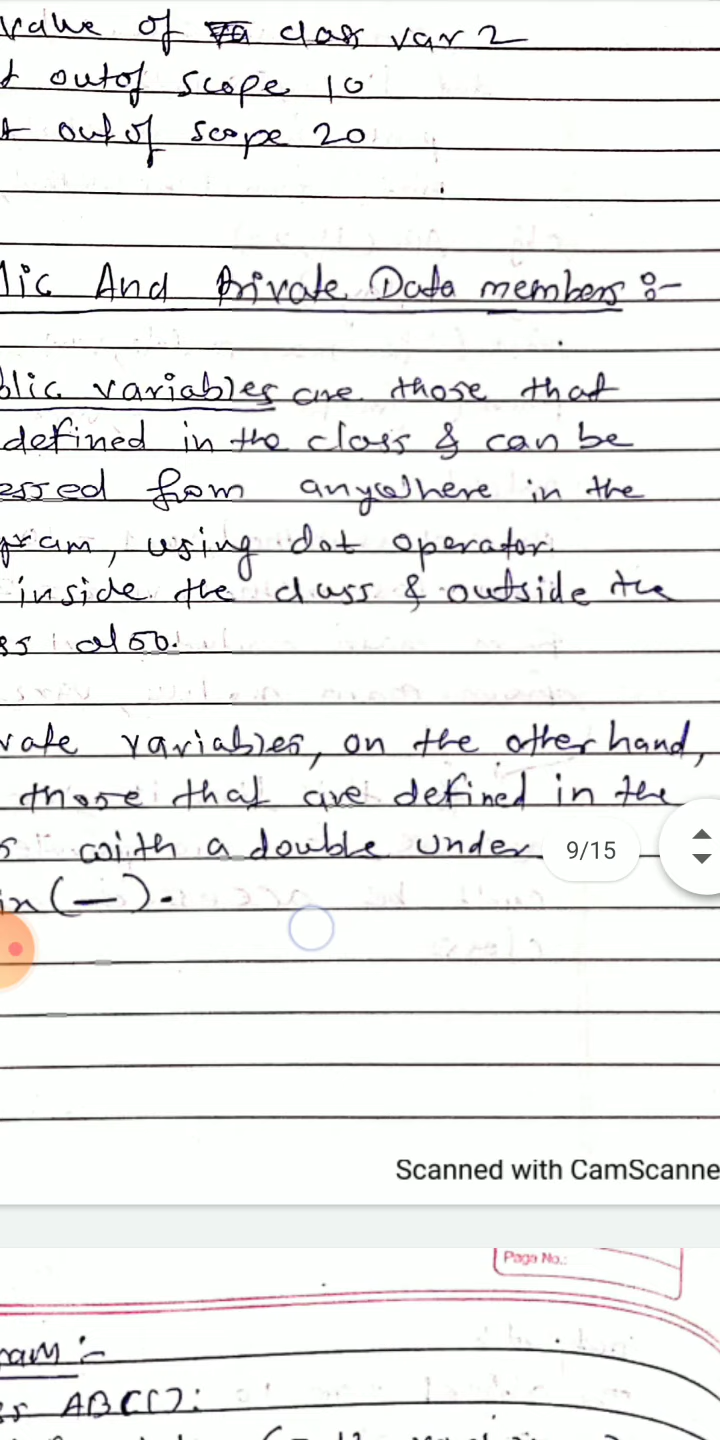 value of class var 2
t out of scope 10
t out of scope 20
lic And Private Data members :-
blic variables are those that
defined in the class & can be
essed from anywhere in the
gram, using dot operator.
inside the class & outside the
ss also.
vate variables, on the other hand,
those that are defined in the
s with a double under
9/15
ix (—).
Scanned with CamScanne
Page No.:
ram :-
ss ABC():